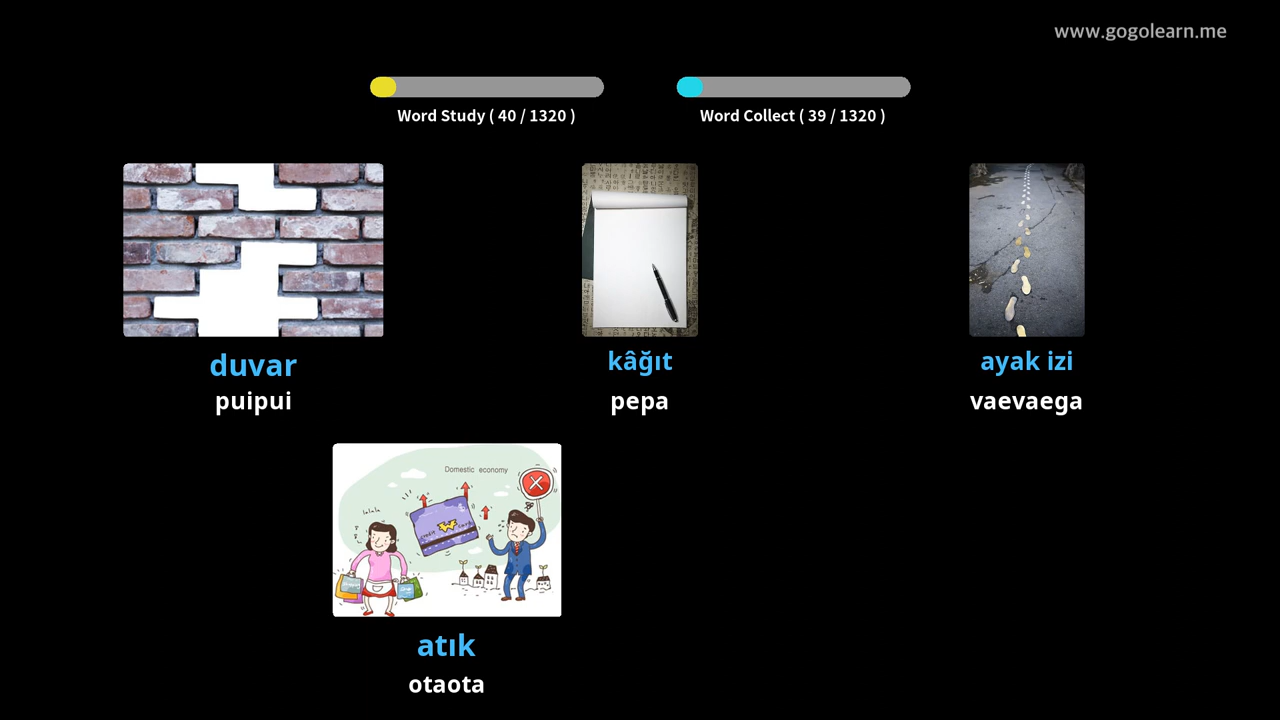 www.gogolearn.me
Word Study ( 40 / 1320 )
Word Collect ( 39 / 1320 )
duvar
puipui
kâğıt
pepa
ayak izi
vaevaega
Domestic economy
lalala
atık
otaota